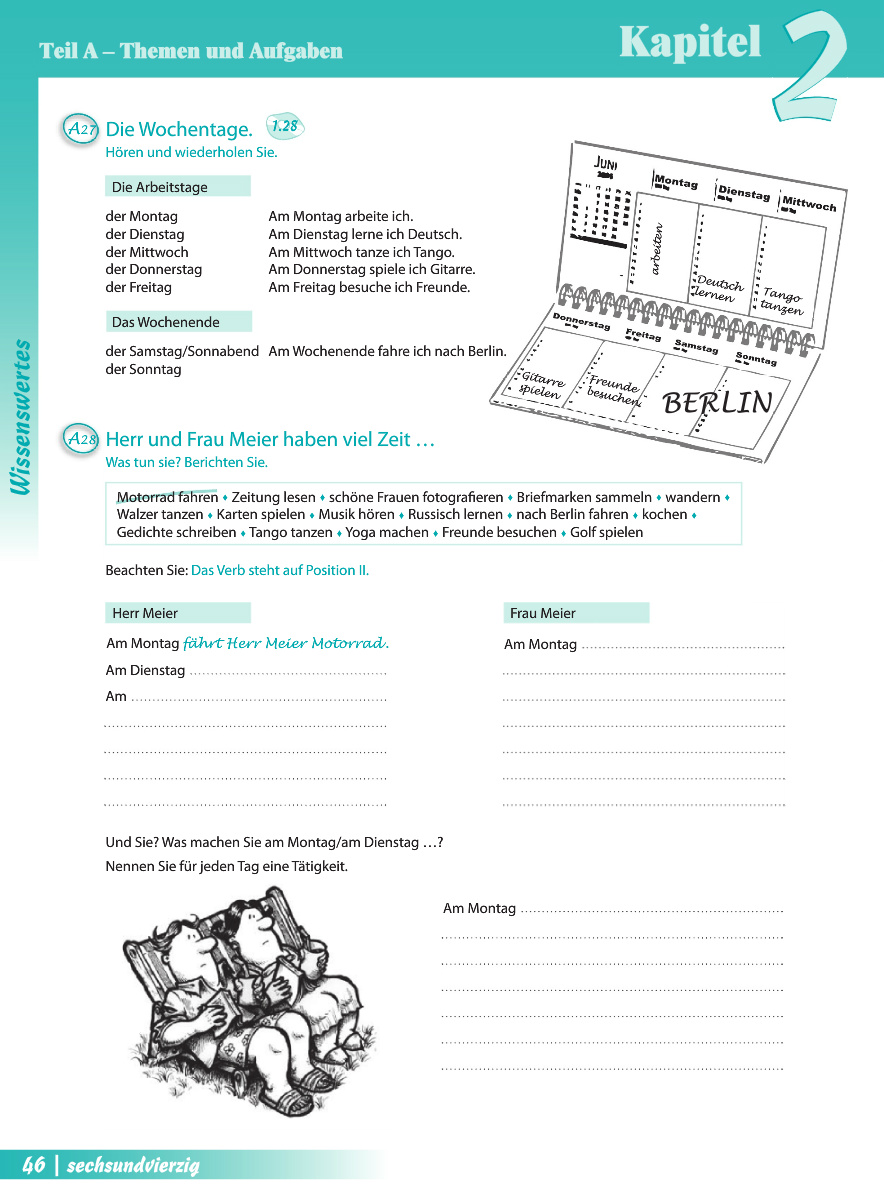 Teil A – Themen und Aufgaben
Kapitel 2
Wissenswertes
A27 Die Wochentage. 1.28
Hören und wiederholen Sie.
Die Arbeitstage
der Montag Am Montag arbeite ich.
der Dienstag Am Dienstag lerne ich Deutsch.
der Mittwoch Am Mittwoch tanze ich Tango.
der Donnerstag Am Donnerstag spiele ich Gitarre.
der Freitag Am Freitag besuche ich Freunde.
Das Wochenende
der Samstag/Sonnabend Am Wochenende fahre ich nach Berlin.
der Sonntag
JUNI
Montag Dienstag Mittwoch
arbeiten
Deutsch lernen
Tango tanzen
Donnerstag Freitag Samstag Sonntag
Gitarre spielen
Freunde besuchen
BERLIN
A28 Herr und Frau Meier haben viel Zeit …
Was tun sie? Berichten Sie.
Motorrad fahren ♦ Zeitung lesen ♦ schöne Frauen fotografieren ♦ Briefmarken sammeln ♦ wandern ♦
Walzer tanzen ♦ Karten spielen ♦ Musik hören ♦ Russisch lernen ♦ nach Berlin fahren ♦ kochen ♦
Gedichte schreiben ♦ Tango tanzen ♦ Yoga machen ♦ Freunde besuchen ♦ Golf spielen
Beachten Sie: Das Verb steht auf Position II.
Herr Meier
Am Montag fährt Herr Meier Motorrad.
Am Dienstag
Am
Frau Meier
Am Montag
Und Sie? Was machen Sie am Montag/am Dienstag …?
Nennen Sie für jeden Tag eine Tätigkeit.
Am Montag
46 | sechsundvierzig